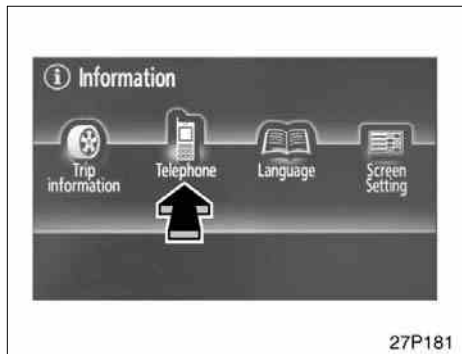 i Information
Trip
information
Telephone
Language
Screen
Setting
27P181